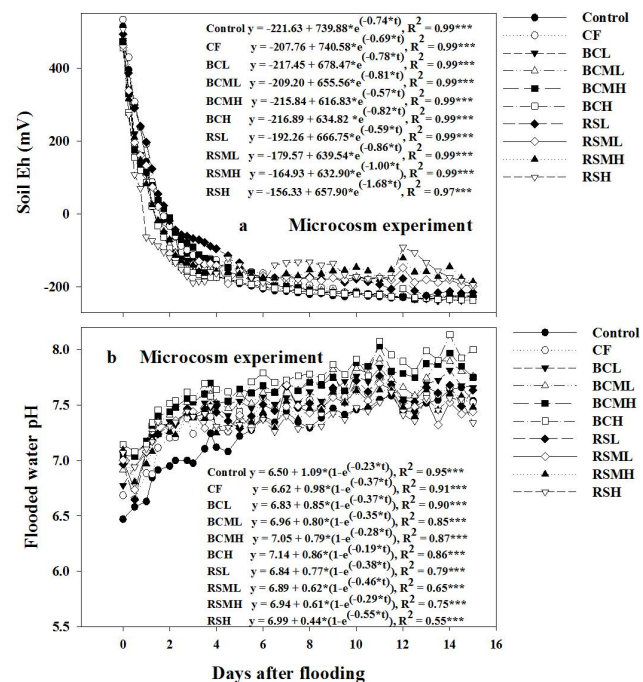 Control y = -221.63 + 739.88*e^(-0.74*t), R^2 = 0.99***
CF y = -207.76 + 740.58*e^(-0.69*t), R^2 = 0.99***
BCL y = -217.45 + 678.47*e^(-0.78*t), R^2 = 0.99***
BCML y = -209.20 + 655.56*e^(-0.81*t), R^2 = 0.99***
BCMH y = -215.84 + 616.83*e^(-0.57*t), R^2 = 0.99***
BCH y = -216.89 + 634.82 *e^(-0.82*t), R^2 = 0.99***
RSL y = -192.26 + 666.75*e^(-0.59*t), R^2 = 0.99***
RSML y = -179.57 + 639.54*e^(-0.86*t), R^2 = 0.99***
RSMH y = -164.93 + 632.90*e^(-1.00*t), R^2 = 0.99***
RSH y = -156.33 + 657.90*e^(-1.68*t), R^2 = 0.97***
a Microcosm experiment
Soil Eh (mV)
400
200
0
-200
Control
CF
BCL
BCML
BCMH
BCH
RSL
RSML
RSMH
RSH
b Microcosm experiment
Flooded water pH
8.0
7.5
7.0
6.5
6.0
5.5
Control y = 6.50 + 1.09*(1-e^(-0.23*t), R^2 = 0.95***
CF y = 6.62 + 0.98*(1-e^(-0.37*t), R^2 = 0.91***
BCL y = 6.83 + 0.85*(1-e^(-0.37*t), R^2 = 0.90***
BCML y = 6.96 + 0.80*(1-e^(-0.35*t), R^2 = 0.85***
BCMH y = 7.05 + 0.79*(1-e^(-0.28*t), R^2 = 0.87***
BCH y = 7.14 + 0.86*(1-e^(-0.19*t), R^2 = 0.86***
RSL y = 6.84 + 0.77*(1-e^(-0.38*t), R^2 = 0.79***
RSML y = 6.89 + 0.62*(1-e^(-0.46*t), R^2 = 0.65***
RSMH y = 6.94 + 0.61*(1-e^(-0.29*t), R^2 = 0.75***
RSH y = 6.99 + 0.44*(1-e^(-0.55*t), R^2 = 0.55***
Control
CF
BCL
BCML
BCMH
BCH
RSL
RSML
RSMH
RSH
0 2 4 6 8 10 12 14 16
Days after flooding